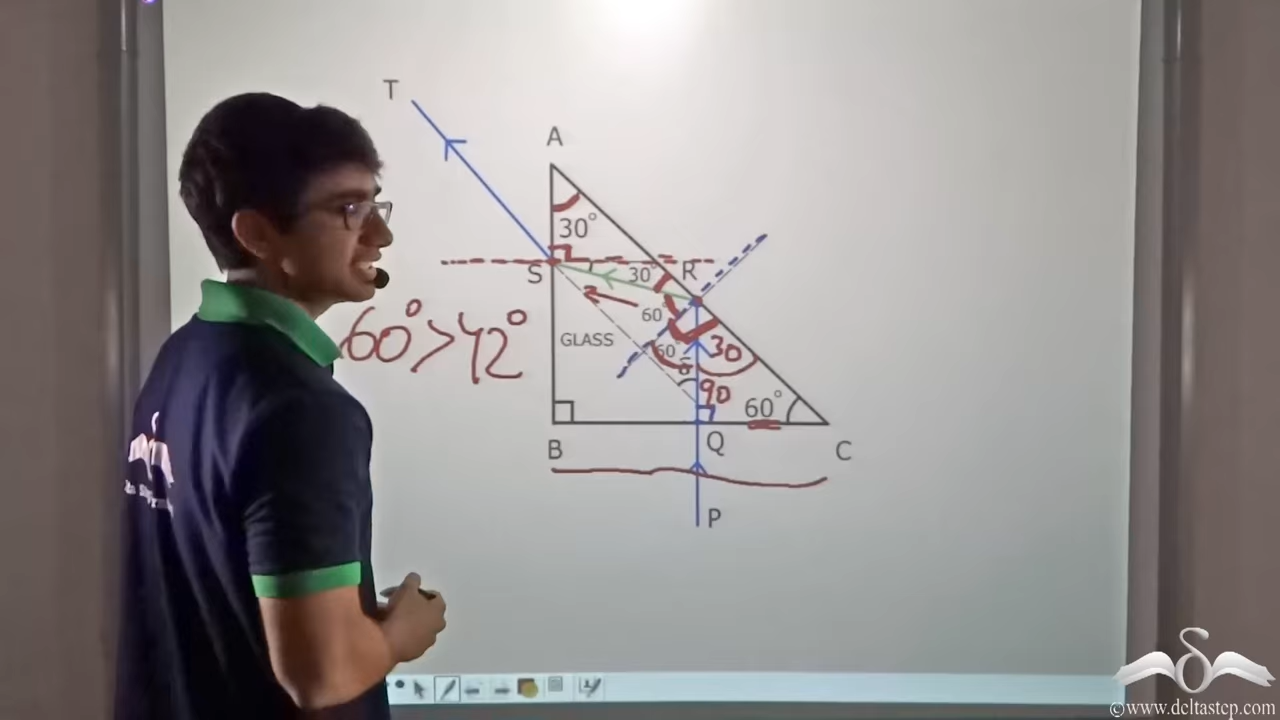 T
A
30°
S
30°
R
60°
60°>42°
GLASS
60°
δ
30
90
60°
B
Q
C
P
©www.deltastep.com